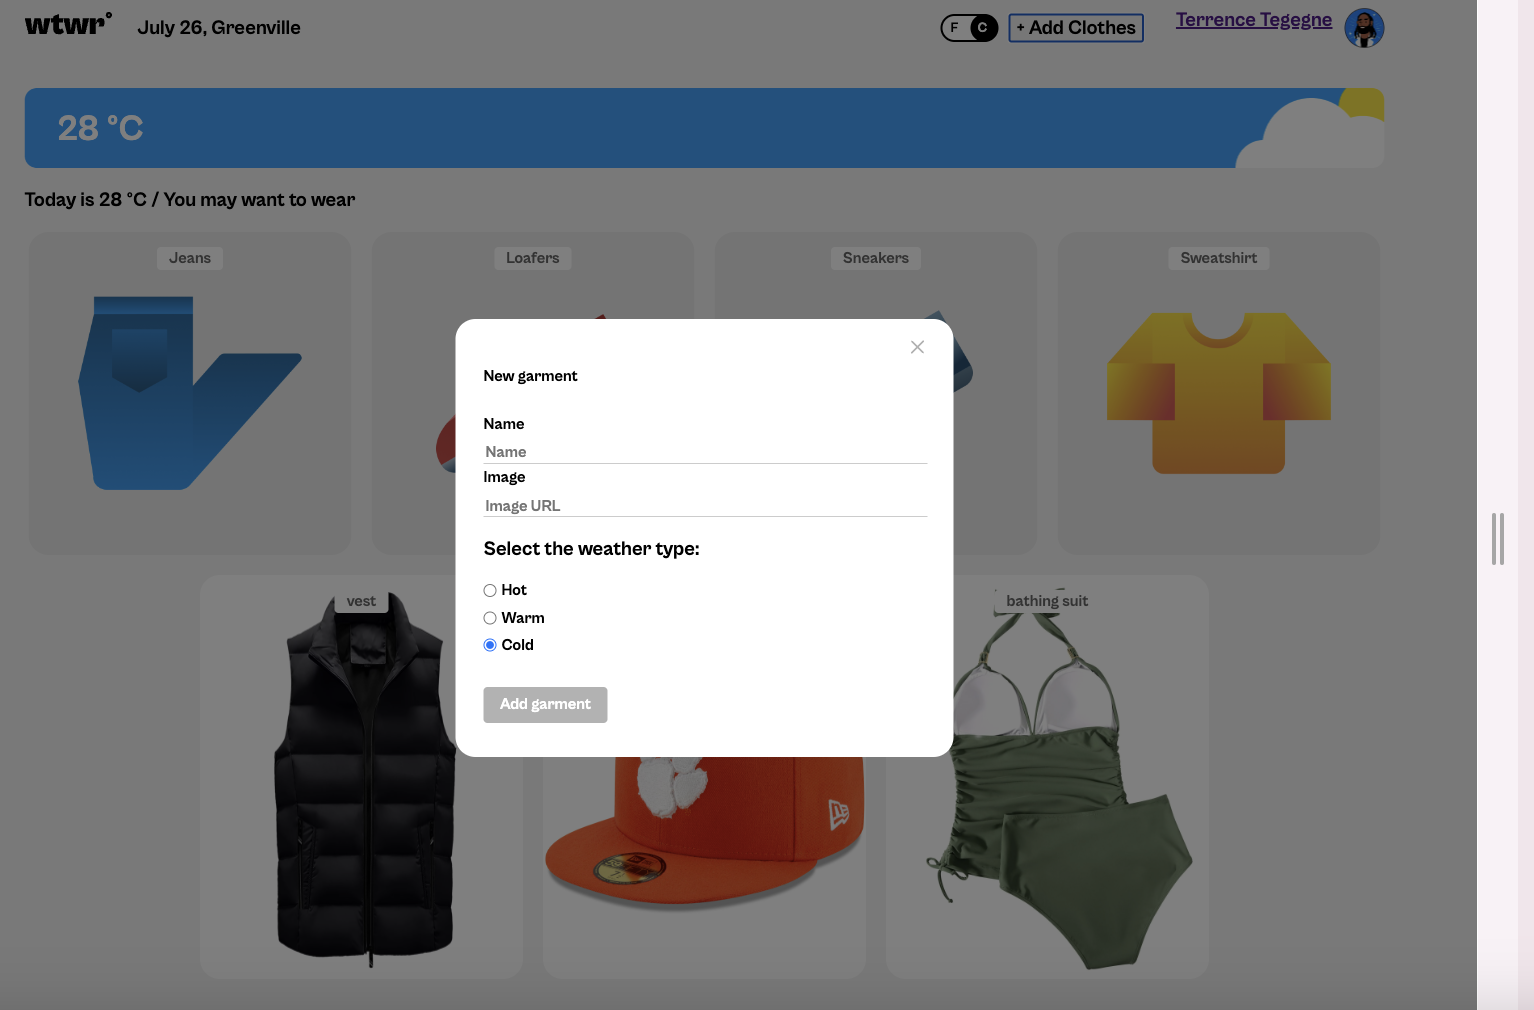 wtwr°
July 26, Greenville
F C
+ Add Clothes
Terrence Tegegne
28 °C
Today is 28 °C / You may want to wear
Jeans
Loafers
Sneakers
Sweatshirt
New garment
Name
Name
Image
Image URL
Select the weather type:
Hot
Warm
Cold
Add garment
vest
bathing suit